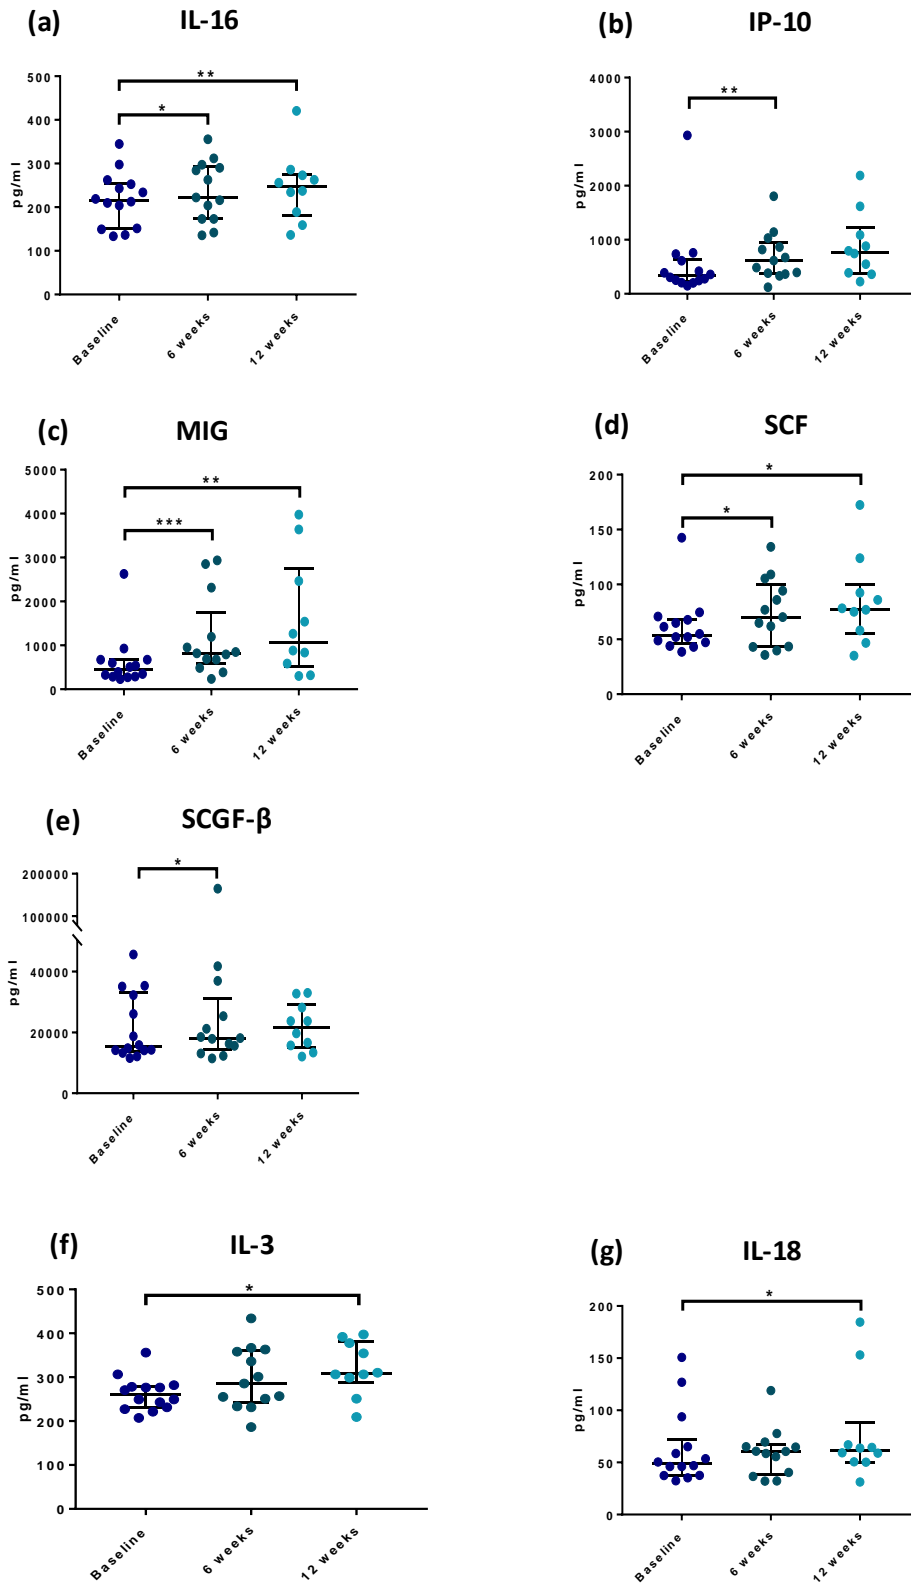 (a) IL-16
500
400
300
200
100
0
pg/ml
**
*
Baseline
6 weeks
12 weeks
(b) IP-10
4000
3000
2000
1000
0
pg/ml
**
Baseline
6 weeks
12 weeks
(c) MIG
5000
4000
3000
2000
1000
0
pg/ml
**
***
Baseline
6 weeks
12 weeks
(d) SCF
200
150
100
50
0
pg/ml
*
*
Baseline
6 weeks
12 weeks
(e) SCGF-β
200000
100000
40000
20000
0
pg/ml
*
Baseline
6 weeks
12 weeks
(f) IL-3
500
400
300
200
100
0
pg/ml
*
Baseline
6 weeks
12 weeks
(g) IL-18
200
150
100
50
0
pg/ml
*
Baseline
6 weeks
12 weeks